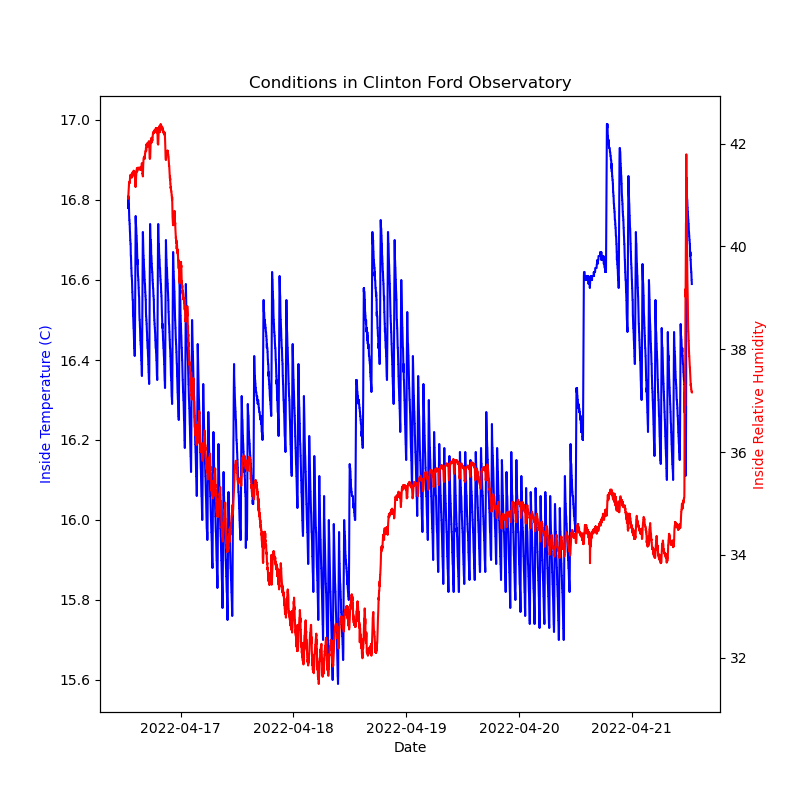 Conditions in Clinton Ford Observatory
17.0
16.8
16.6
16.4
16.2
16.0
15.8
15.6
Inside Temperature (C)
42
40
38
36
34
32
Inside Relative Humidity
2022-04-17 2022-04-18 2022-04-19 2022-04-20 2022-04-21
Date